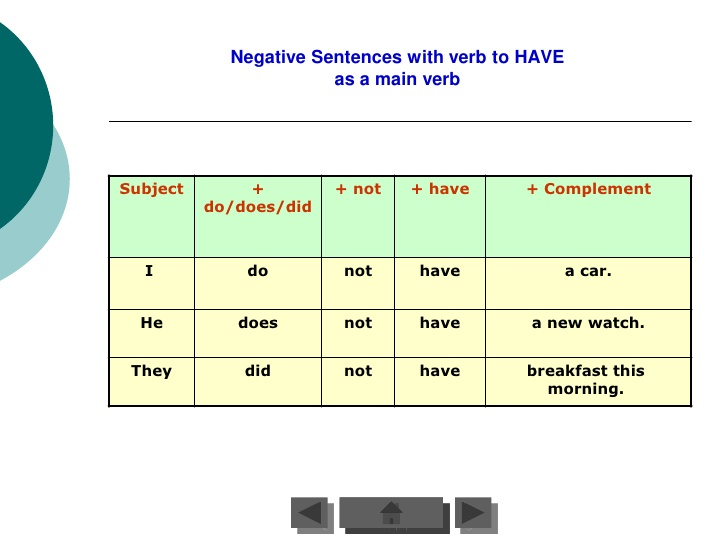 Negative Sentences with verb to HAVE
as a main verb
Subject + do/does/did + not + have + Complement
I do not have a car.
He does not have a new watch.
They did not have breakfast this morning.